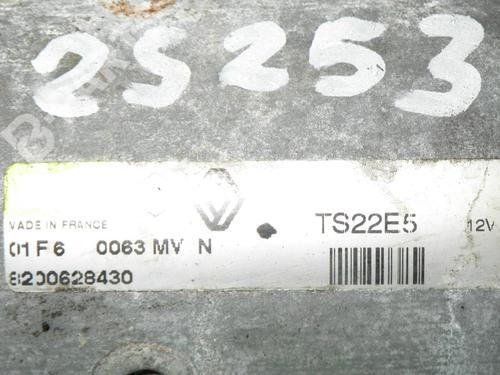 2S253
MADE IN FRANCE
TS22E5
12V
01 F 6 0063 MV N
8200628430